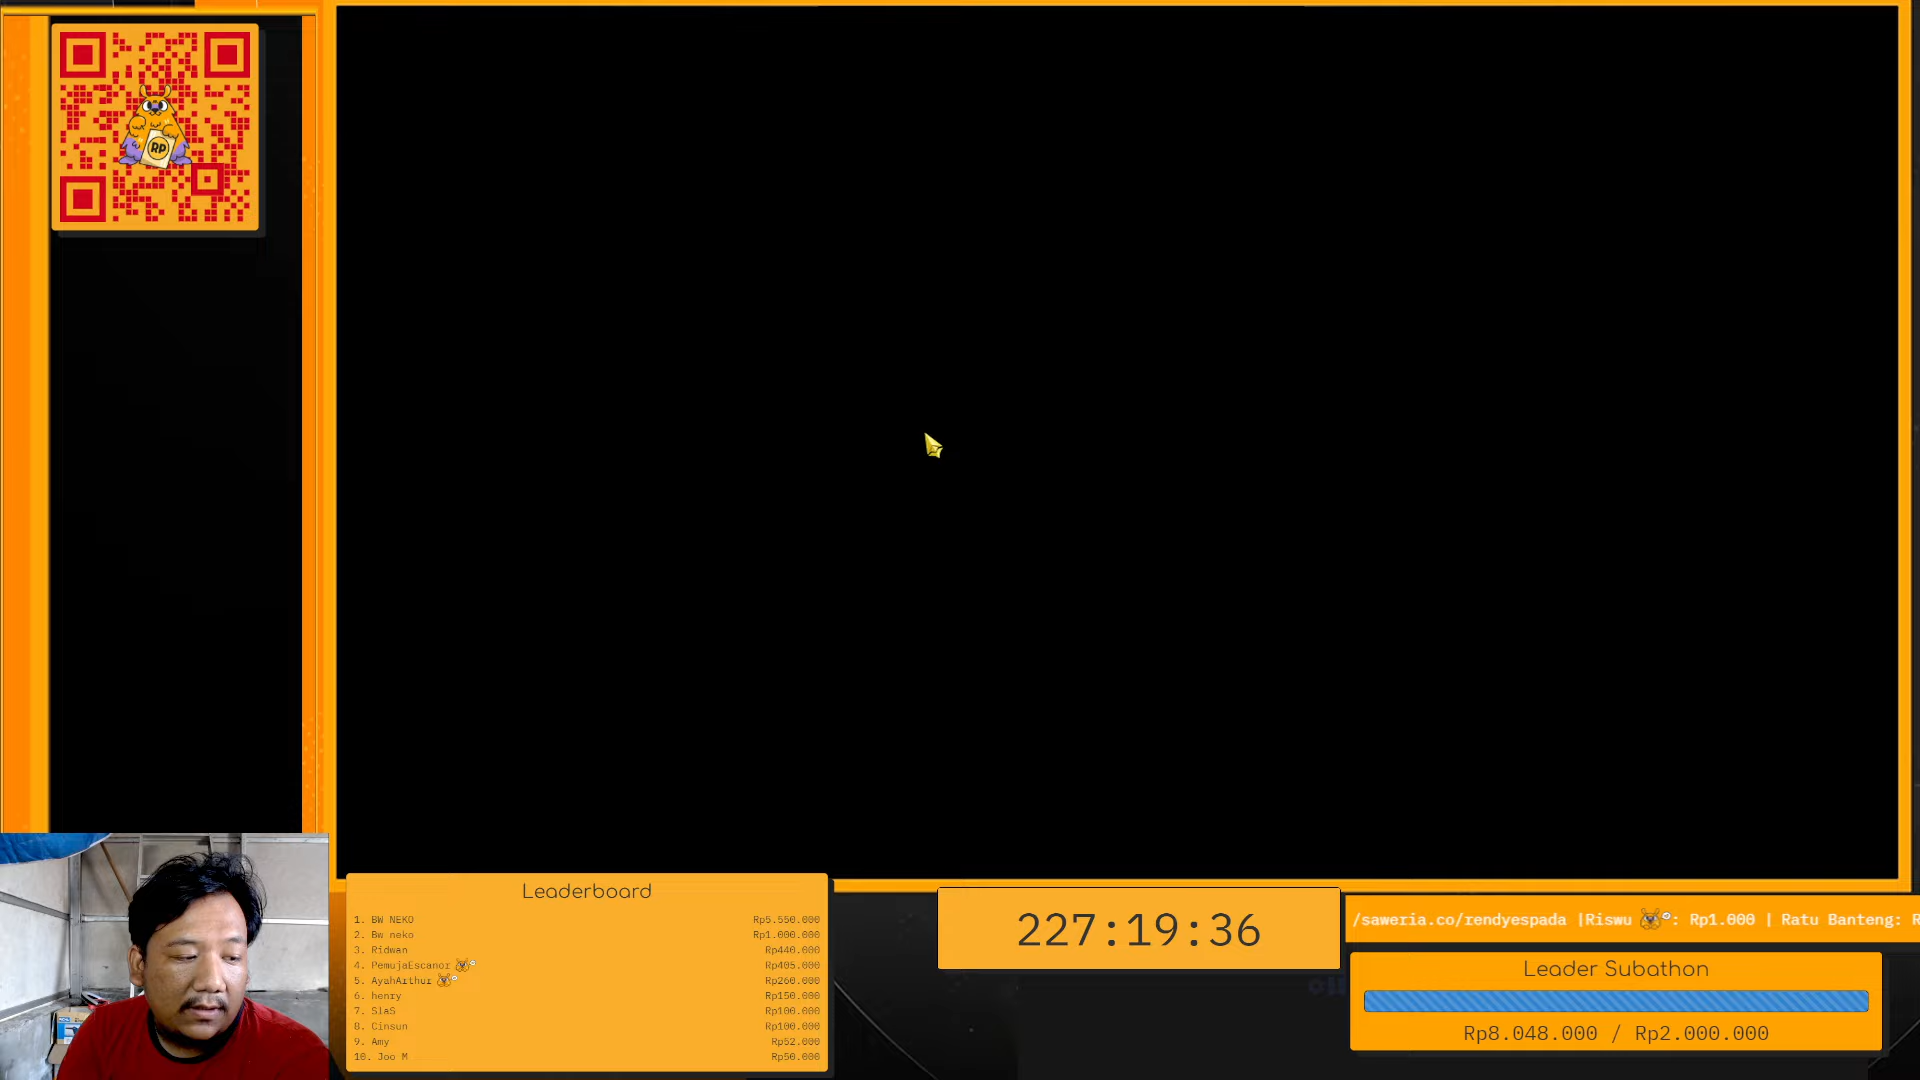 RP
Leaderboard
1. BW NEKO Rp5.550.000
2. Bw neko Rp1.000.000
3. Ridwan Rp440.000
4. PemujaEscanor Rp405.000
5. AyahArthur Rp260.000
6. henry Rp150.000
7. SlaS Rp100.000
8. Cinsun Rp100.000
9. Amy Rp52.000
10. Joo M Rp50.000
227:19:36
/saweria.co/rendyespada |Riswu : Rp1.000 | Ratu Banteng: R
Leader Subathon
Rp8.048.000 / Rp2.000.000